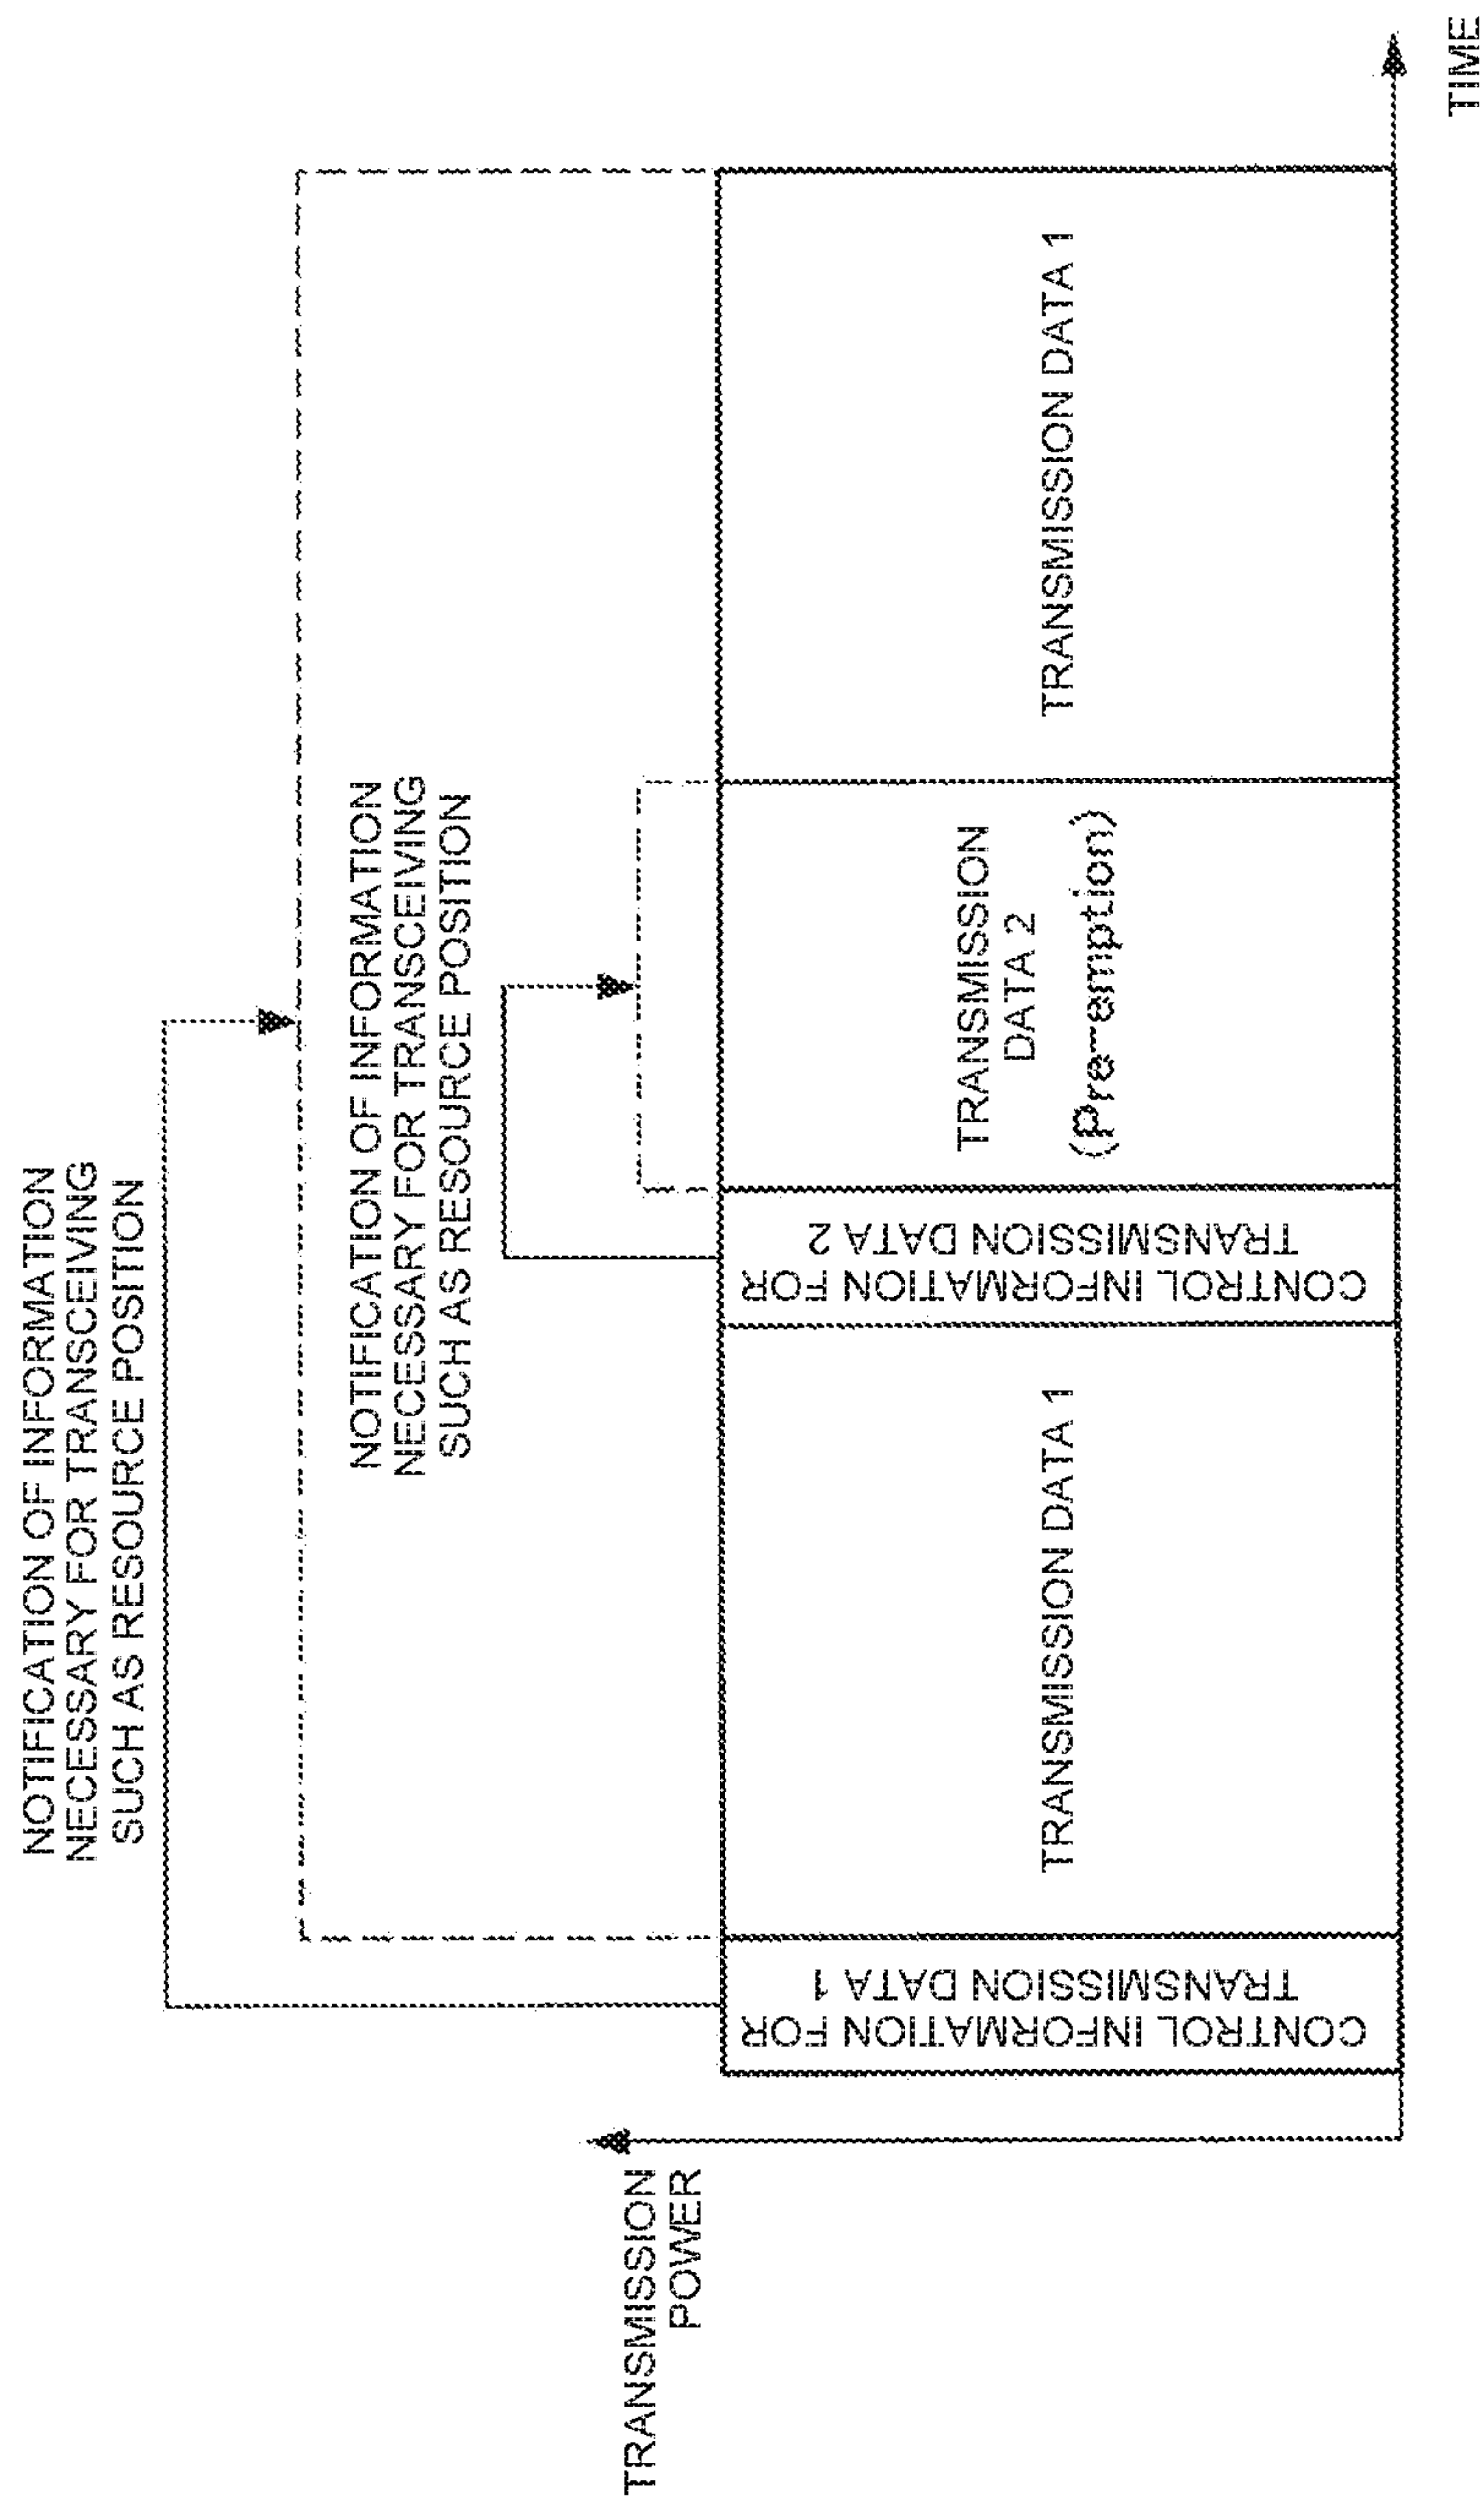 NOTIFICATION OF INFORMATION
NECESSARY FOR TRANSCEIVING
SUCH AS RESOURCE POSITION
NOTIFICATION OF INFORMATION
NECESSARY FOR TRANSCEIVING
SUCH AS RESOURCE POSITION
TRANSMISSION
POWER
CONTROL INFORMATION FOR
TRANSMISSION DATA 1
TRANSMISSION DATA 1
CONTROL INFORMATION FOR
TRANSMISSION DATA 2
TRANSMISSION
DATA 2
(Pre-emption)
TRANSMISSION DATA 1
TIME